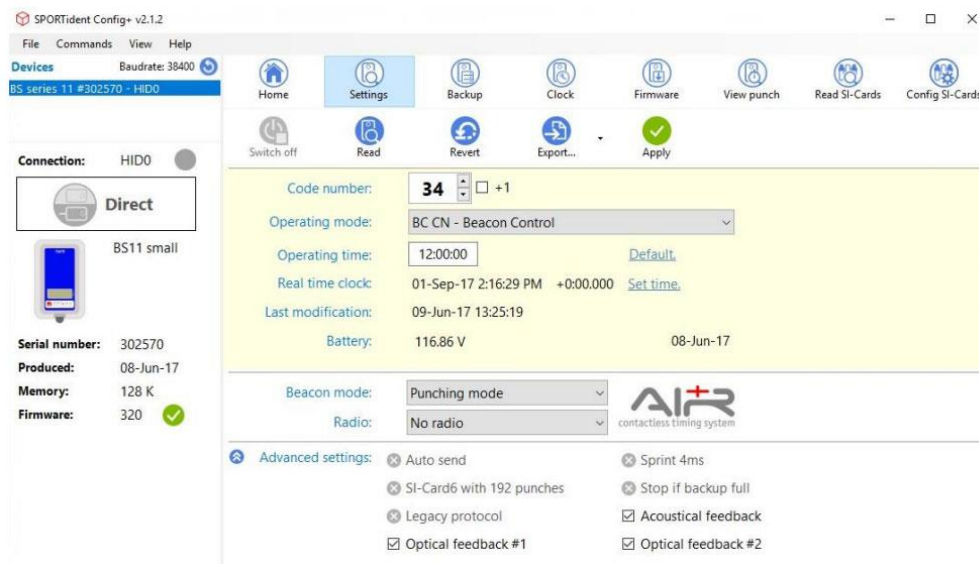 SPORTident Config+ v2.1.2
File Commands View Help
Devices Baudrate: 38400
BS series 11 #302570 - HID0
Home Settings Backup Clock Firmware View punch Read SI-Cards Config SI-Cards
Switch off Read Revert Export... Apply
Connection: HID0
Direct
BS11 small
Serial number: 302570
Produced: 08-Jun-17
Memory: 128 K
Firmware: 320
Code number: 34 +1
Operating mode: BC CN - Beacon Control
Operating time: 12:00:00 Default.
Real time clock: 01-Sep-17 2:16:29 PM +0:00.000 Set time.
Last modification: 09-Jun-17 13:25:19
Battery: 116.86 V 08-Jun-17
Beacon mode: Punching mode
Radio: No radio
AIR+
contactless timing system
Advanced settings: Auto send Sprint 4ms
SI-Card6 with 192 punches Stop if backup full
Legacy protocol Acoustical feedback
Optical feedback #1 Optical feedback #2